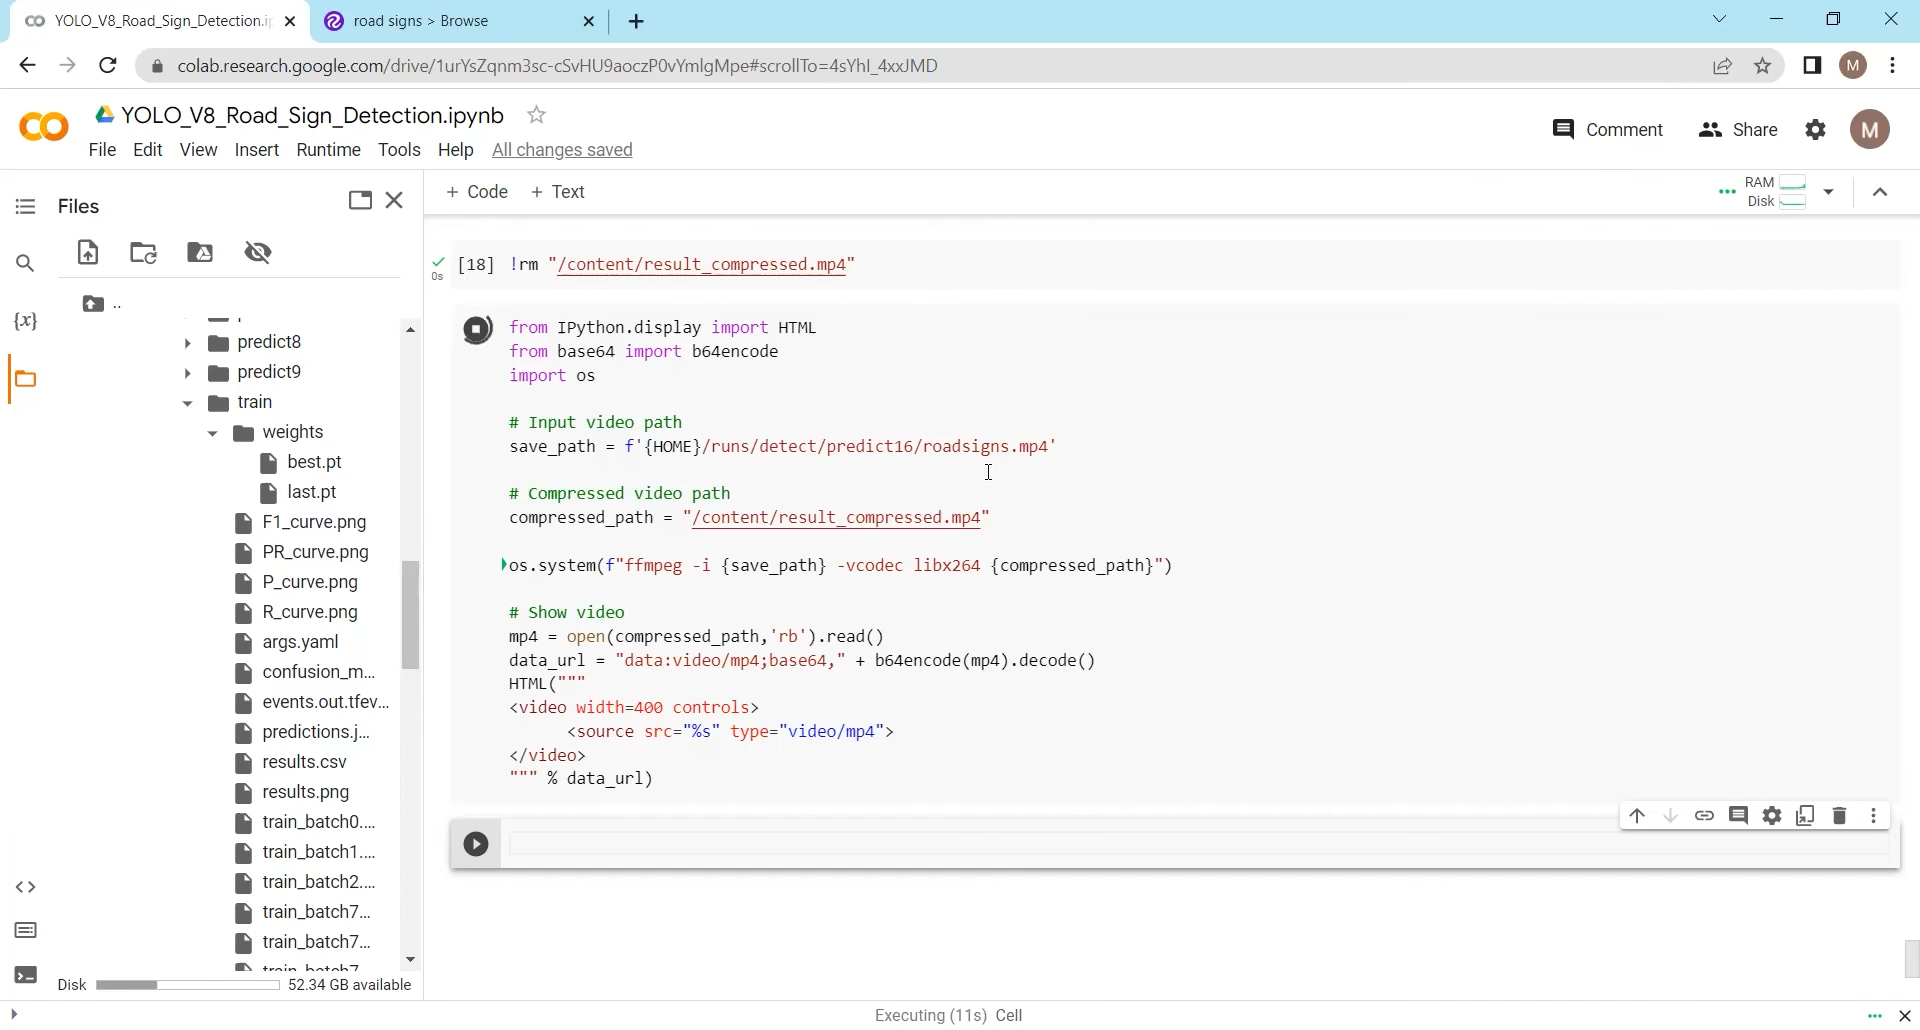 YOLO_V8_Road_Sign_Detection.i
road signs > Browse
colab.research.google.com/drive/1urYsZqnm3sc-cSvHU9aoczP0vYmlgMpe#scrollTo=4sYhI_4xxJMD
M
YOLO_V8_Road_Sign_Detection.ipynb
Comment
Share
M
File Edit View Insert Runtime Tools Help All changes saved
Files
+ Code + Text
RAM
Disk
..
{x}
predict8
predict9
train
weights
best.pt
last.pt
F1_curve.png
PR_curve.png
P_curve.png
R_curve.png
args.yaml
confusion_m...
events.out.tfev...
predictions.j...
results.csv
results.png
train_batch0....
train_batch1....
train_batch2....
train_batch7...
train_batch7...
train_batch7
Disk 52.34 GB available
0s [18] !rm "/content/result_compressed.mp4"
from IPython.display import HTML
from base64 import b64encode
import os
# Input video path
save_path = f'{HOME}/runs/detect/predict16/roadsigns.mp4'
# Compressed video path
compressed_path = "/content/result_compressed.mp4"
os.system(f"ffmpeg -i {save_path} -vcodec libx264 {compressed_path}")
# Show video
mp4 = open(compressed_path,'rb').read()
data_url = "data:video/mp4;base64," + b64encode(mp4).decode()
HTML("""
<video width=400 controls>
<source src="%s" type="video/mp4">
</video>
""" % data_url)
Executing (11s) Cell